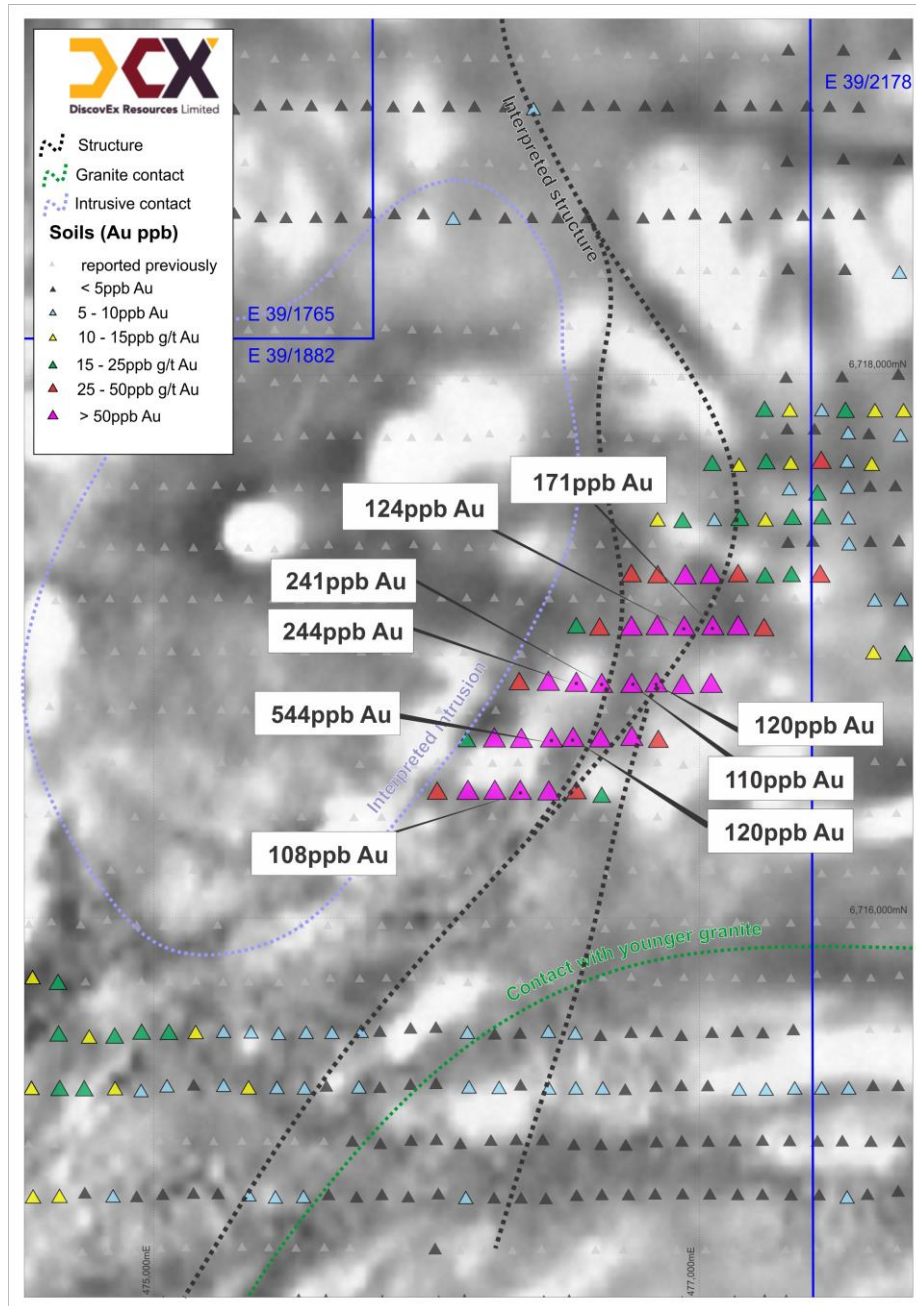 DCX
DiscovEx Resources Limited
Structure
Granite contact
Intrusive contact
Soils (Au ppb)
reported previously
< 5ppb Au
5 - 10ppb Au
10 - 15ppb g/t Au
15 - 25ppb g/t Au
25 - 50ppb g/t Au
> 50ppb Au
E 39/2178
Interpreted structure
E 39/1765
E 39/1882
6,718,000mN
171ppb Au
124ppb Au
241ppb Au
244ppb Au
544ppb Au
Interpreted intrusion
120ppb Au
110ppb Au
120ppb Au
108ppb Au
6,716,000mN
Contact with younger granite
475,000mE
477,000mE